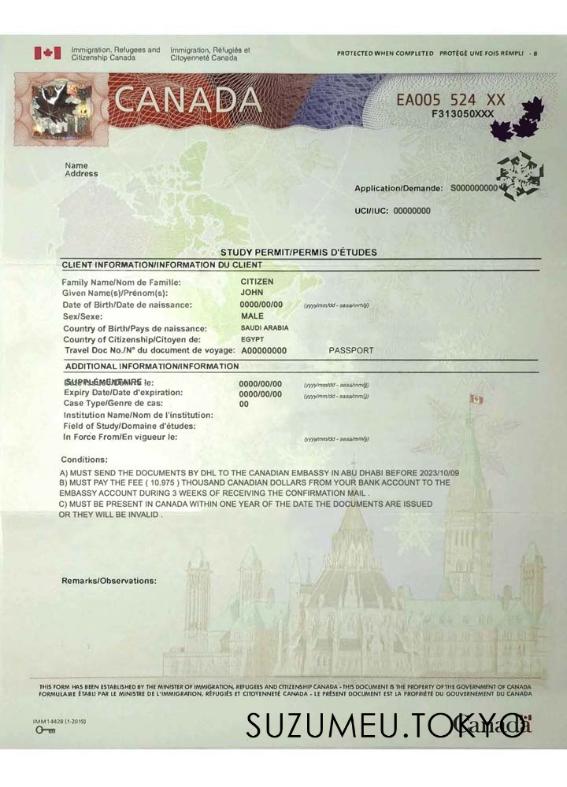 Immigration, Refugees and Immigration, Réfugiés et
Citizenship Canada Citoyenneté Canada
PROTECTED WHEN COMPLETED PROTÉGÉ UNE FOIS REMPLI - B
CANADA
EA005 524 XX
F313050XXX
Name
Address
Application/Demande: S000000000
UCI/IUC: 00000000
STUDY PERMIT/PERMIS D'ÉTUDES
CLIENT INFORMATION/INFORMATION DU CLIENT
Family Name/Nom de Famille: CITIZEN
Given Name(s)/Prénom(s): JOHN
Date of Birth/Date de naissance: 0000/00/00 (yyyy/mm/dd - aaaa/mm/jj)
Sex/Sexe: MALE
Country of Birth/Pays de naissance: SAUDI ARABIA
Country of Citizenship/Citoyen de: EGYPT
Travel Doc No./N° du document de voyage: A00000000 PASSPORT
ADDITIONAL INFORMATION/INFORMATION
SUPPLÉMENTAIRE le: 0000/00/00 (yyyy/mm/dd - aaaa/mm/jj)
Expiry Date/Date d'expiration: 0000/00/00 (yyyy/mm/dd - aaaa/mm/jj)
Case Type/Genre de cas: 00
Institution Name/Nom de l'institution:
Field of Study/Domaine d'études:
In Force From/En vigueur le: (yyyy/mm/dd - aaaa/mm/jj)
Conditions:
A) MUST SEND THE DOCUMENTS BY DHL TO THE CANADIAN EMBASSY IN ABU DHABI BEFORE 2023/10/09
B) MUST PAY THE FEE ( 10.975 ) THOUSAND CANADIAN DOLLARS FROM YOUR BANK ACCOUNT TO THE
EMBASSY ACCOUNT DURING 3 WEEKS OF RECEIVING THE CONFIRMATION MAIL .
C) MUST BE PRESENT IN CANADA WITHIN ONE YEAR OF THE DATE THE DOCUMENTS ARE ISSUED
OR THEY WILL BE INVALID .
Remarks/Observations:
THIS FORM HAS BEEN ESTABLISHED BY THE MINISTER OF IMMIGRATION, REFUGEES AND CITIZENSHIP CANADA - THIS DOCUMENT IS THE PROPERTY OF THE GOVERNMENT OF CANADA
FORMULAIRE ÉTABLI PAR LE MINISTRE DE L'IMMIGRATION, RÉFUGIÉS ET CITOYENNETÉ CANADA - LE PRÉSENT DOCUMENT EST LA PROPRIÉTÉ DU GOUVERNEMENT DU CANADA
IMM 1442B (1-2015)
SUZUMEU.TOKYO
Canada